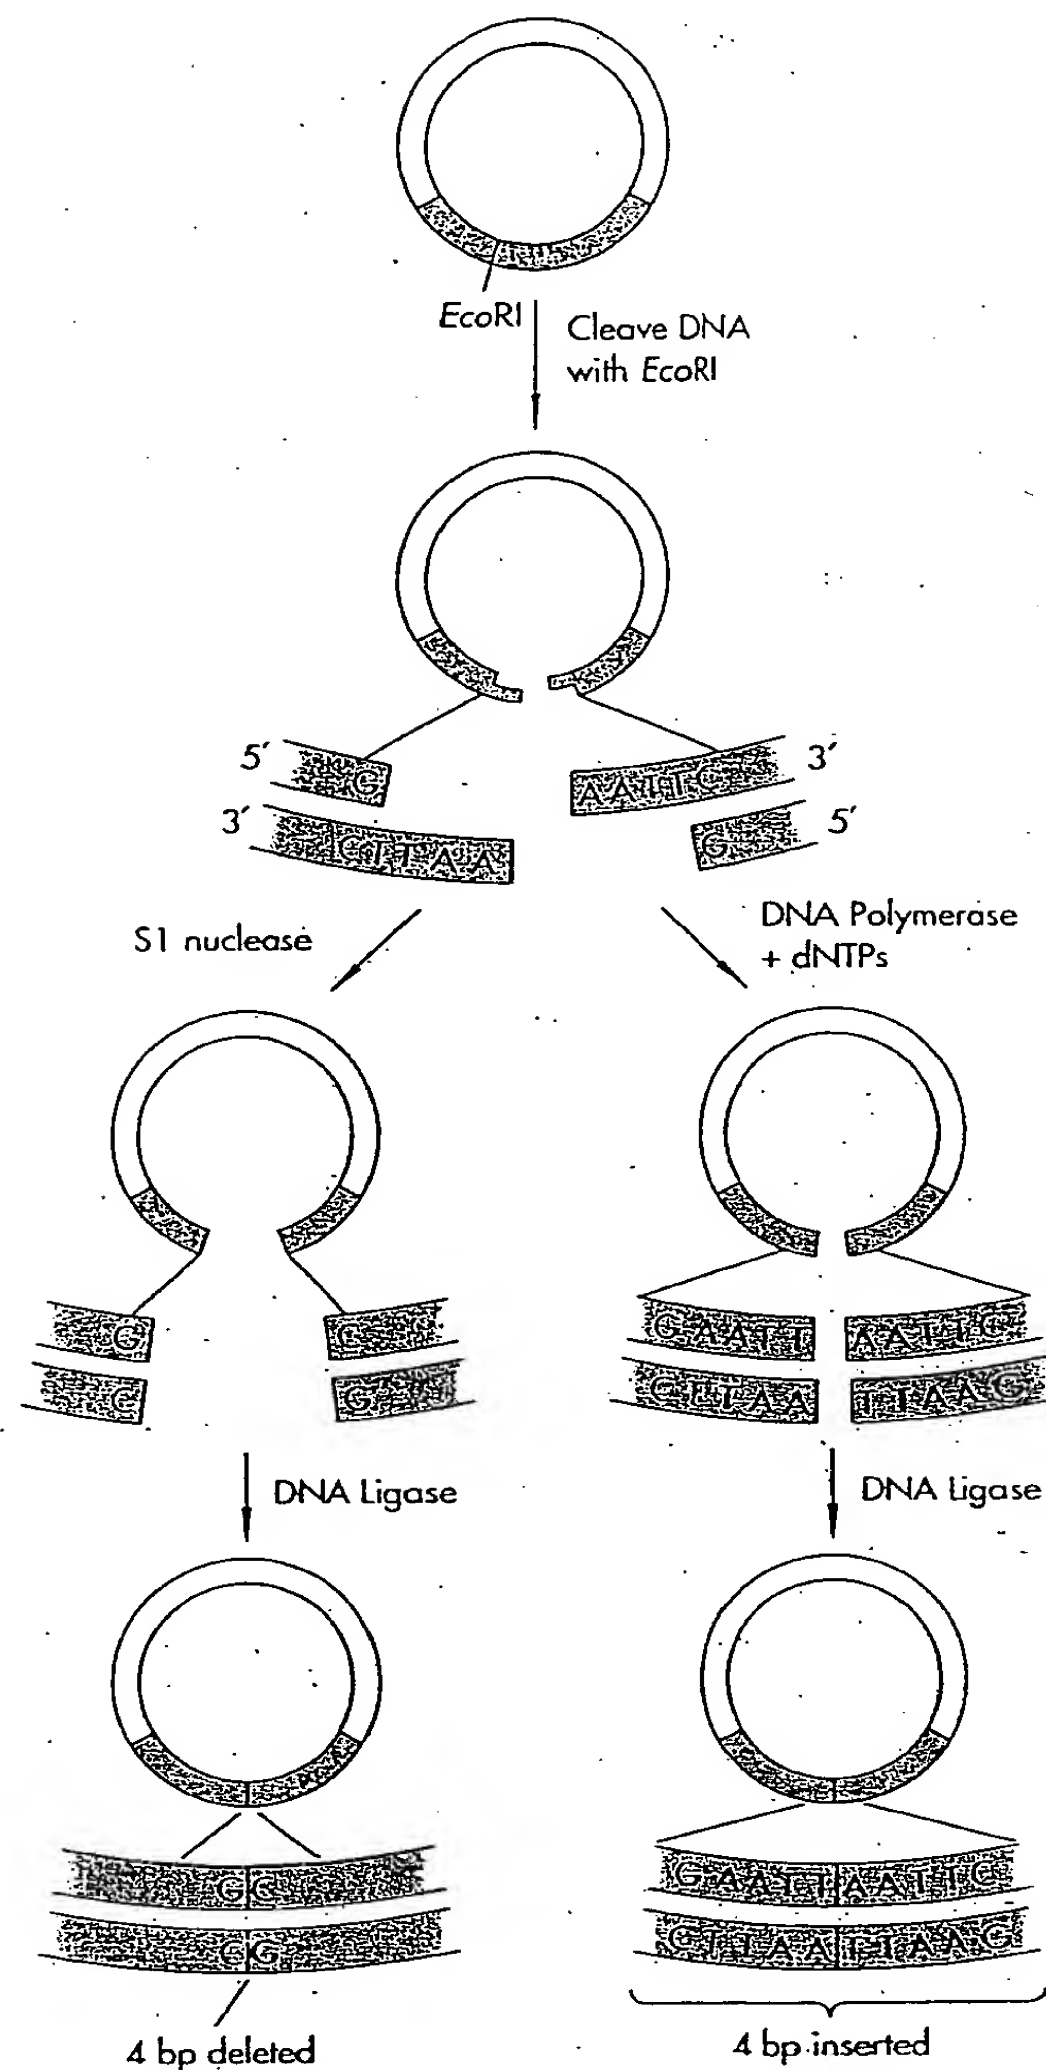 EcoRI
Cleave DNA
with EcoRI
5′ G AATTC 3′
3′ CTTAA G 5′
S1 nuclease
DNA Polymerase
+ dNTPs
G C
C G
GAATT AATTC
CTTAA TTAAG
DNA Ligase
DNA Ligase
GC
CG
GAATTAATTC
CTTAATTAAG
4 bp deleted
4 bp inserted